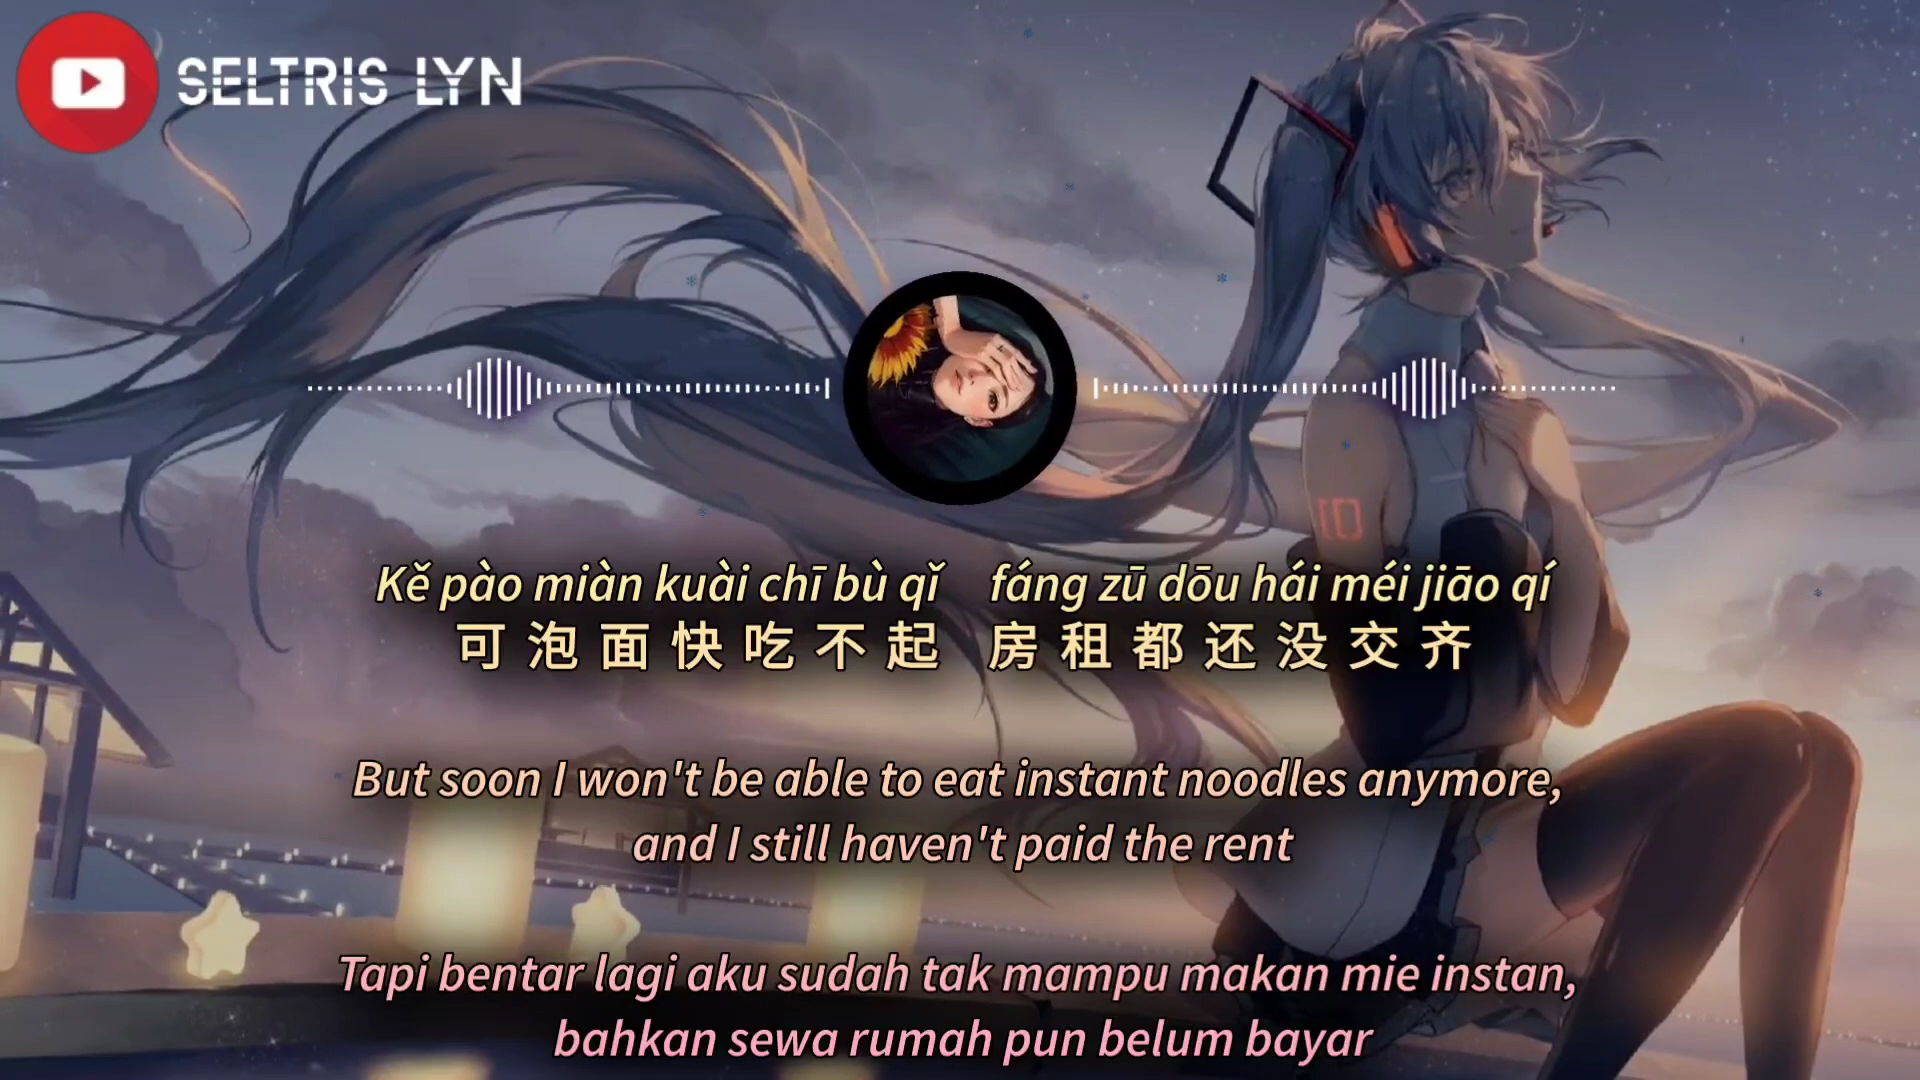 SELTRIS LYN
Kě pào miàn kuài chī bù qǐ fáng zū dōu hái méi jiāo qí
可泡面快吃不起 房租都还没交齐
But soon I won't be able to eat instant noodles anymore,
and I still haven't paid the rent
Tapi bentar lagi aku sudah tak mampu makan mie instan,
bahkan sewa rumah pun belum bayar